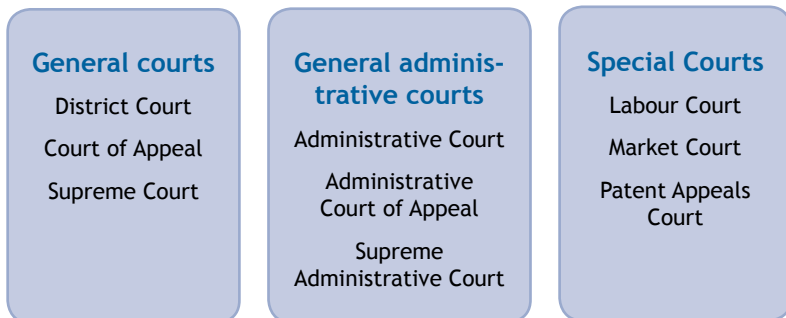 General courts
District Court
Court of Appeal
Supreme Court
General adminis-
trative courts
Administrative Court
Administrative
Court of Appeal
Supreme
Administrative Court
Special Courts
Labour Court
Market Court
Patent Appeals
Court